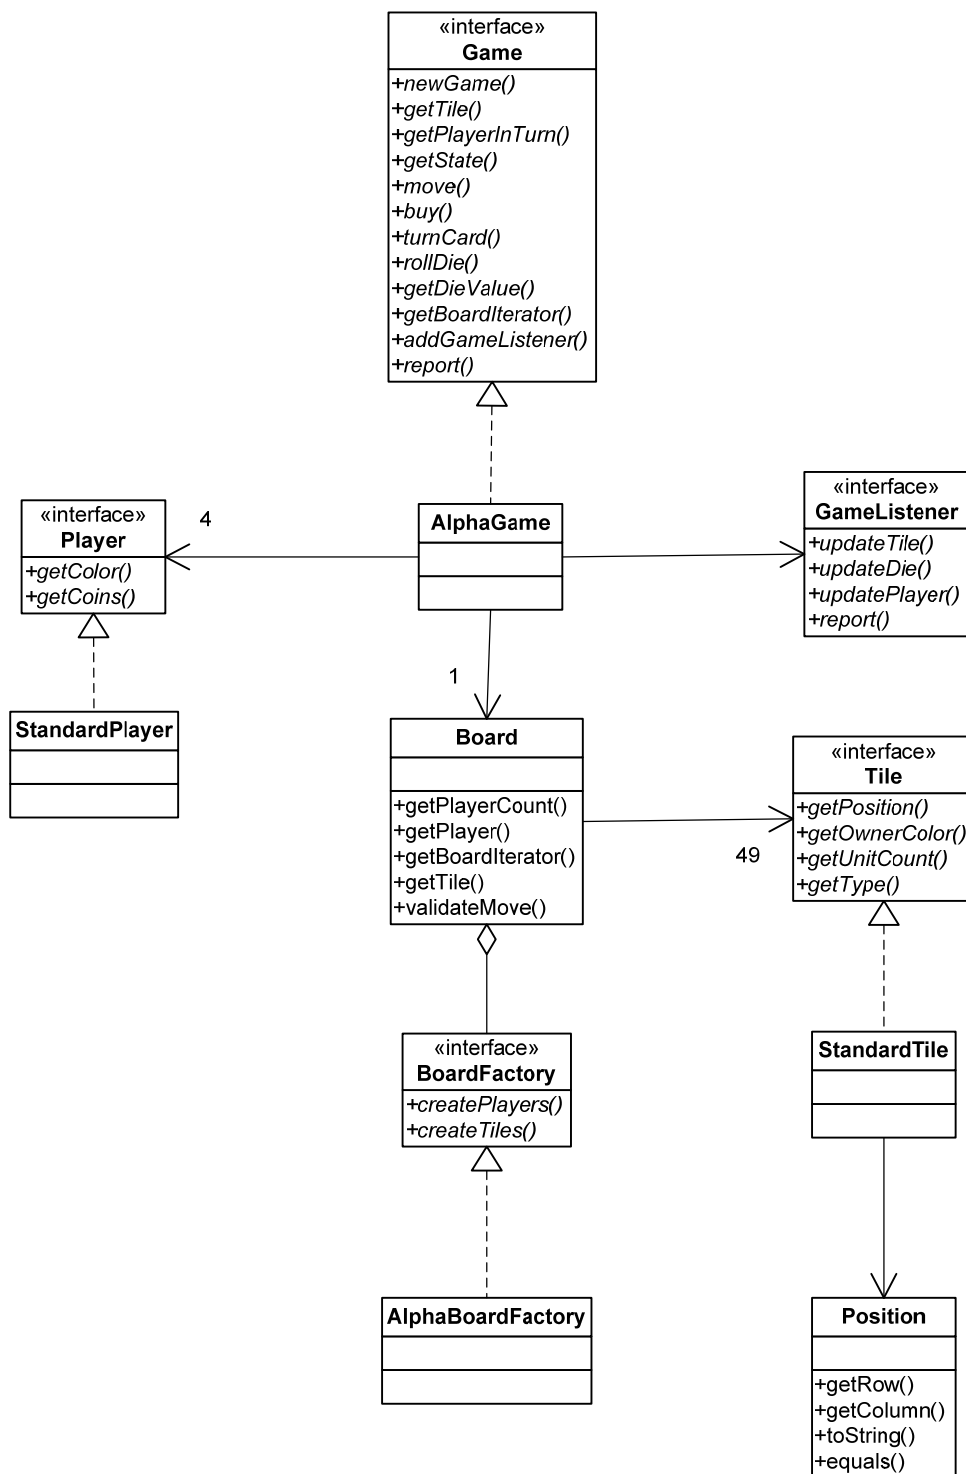 «interface»
Game
+newGame()
+getTile()
+getPlayerInTurn()
+getState()
+move()
+buy()
+turnCard()
+rollDie()
+getDieValue()
+getBoardIterator()
+addGameListener()
+report()
«interface»
Player
+getColor()
+getCoins()
4
AlphaGame
«interface»
GameListener
+updateTile()
+updateDie()
+updatePlayer()
+report()
1
StandardPlayer
Board
+getPlayerCount()
+getPlayer()
+getBoardIterator()
+getTile()
+validateMove()
49
«interface»
Tile
+getPosition()
+getOwnerColor()
+getUnitCount()
+getType()
«interface»
BoardFactory
+createPlayers()
+createTiles()
StandardTile
AlphaBoardFactory
Position
+getRow()
+getColumn()
+toString()
+equals()